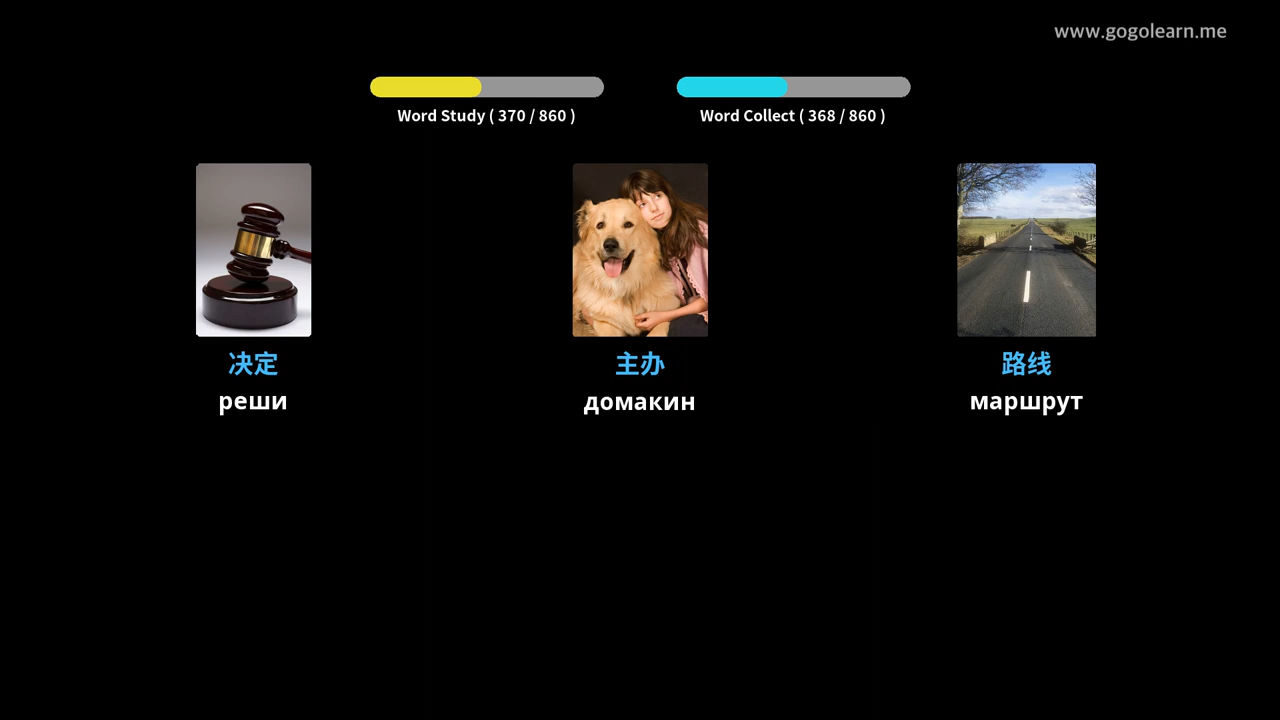 www.gogolearn.me
Word Study ( 370 / 860 )
Word Collect ( 368 / 860 )
决定
主办
路线
реши
домакин
маршрут